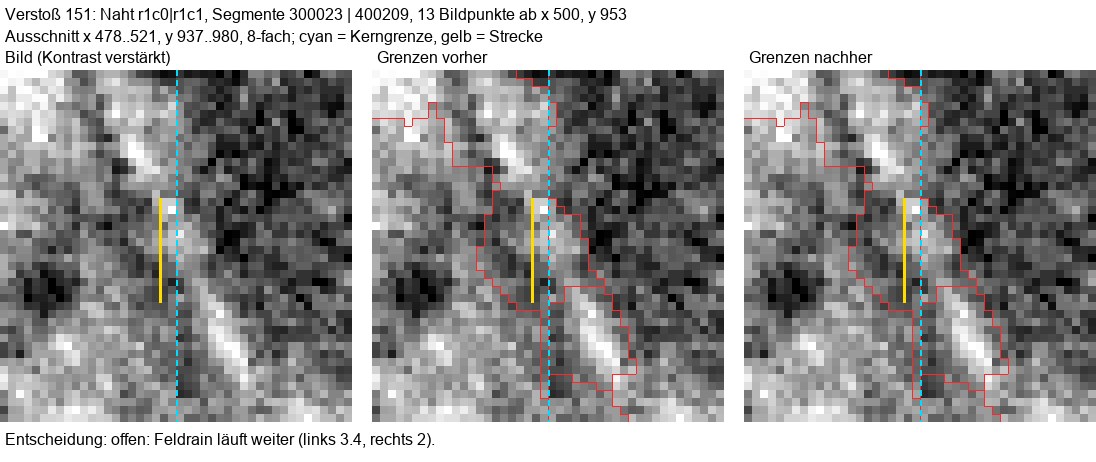 Verstoß 151: Naht r1c0|r1c1, Segmente 300023 | 400209, 13 Bildpunkte ab x 500, y 953
Ausschnitt x 478..521, y 937..980, 8-fach; cyan = Kerngrenze, gelb = Strecke
Bild (Kontrast verstärkt) Grenzen vorher Grenzen nachher
Entscheidung: offen: Feldrain läuft weiter (links 3.4, rechts 2).